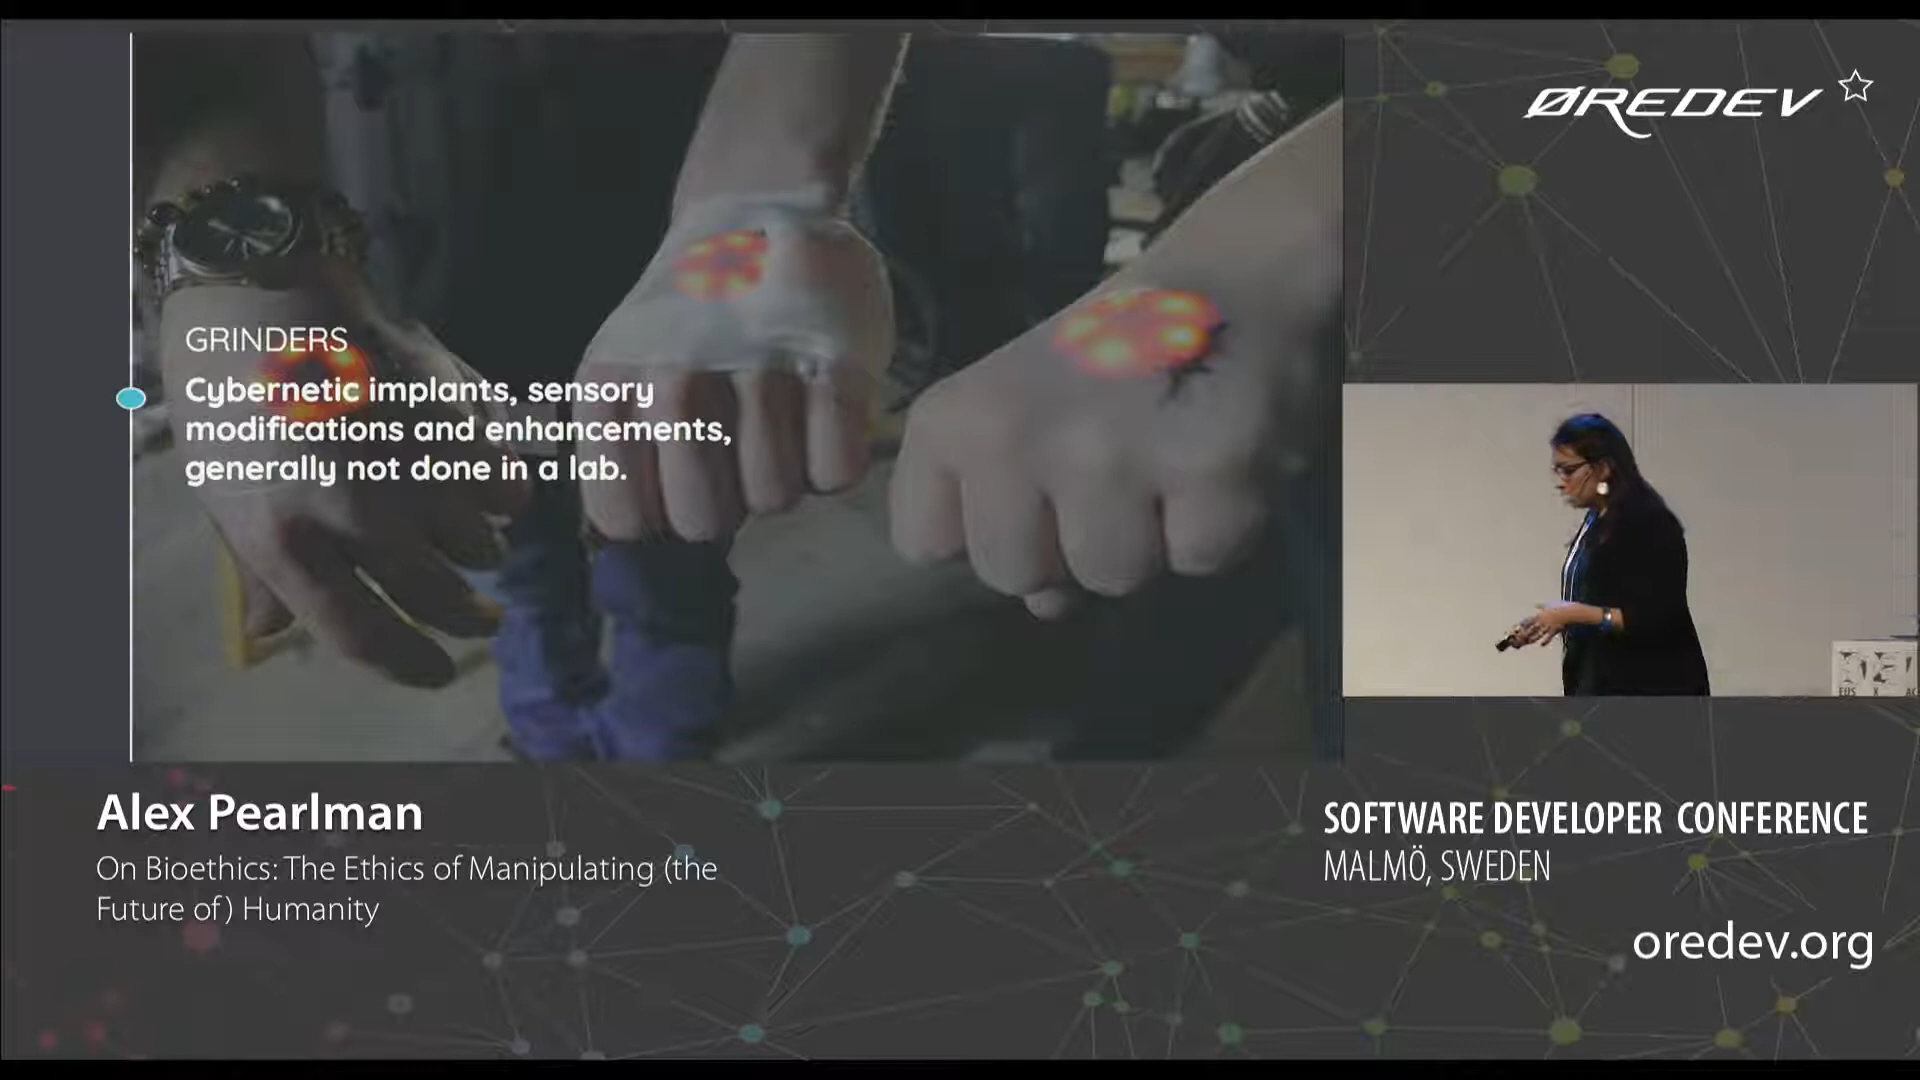 ØREDEV
GRINDERS
Cybernetic implants, sensory
modifications and enhancements,
generally not done in a lab.
Alex Pearlman
On Bioethics: The Ethics of Manipulating (the
Future of) Humanity
SOFTWARE DEVELOPER CONFERENCE
MALMÖ, SWEDEN
oredev.org